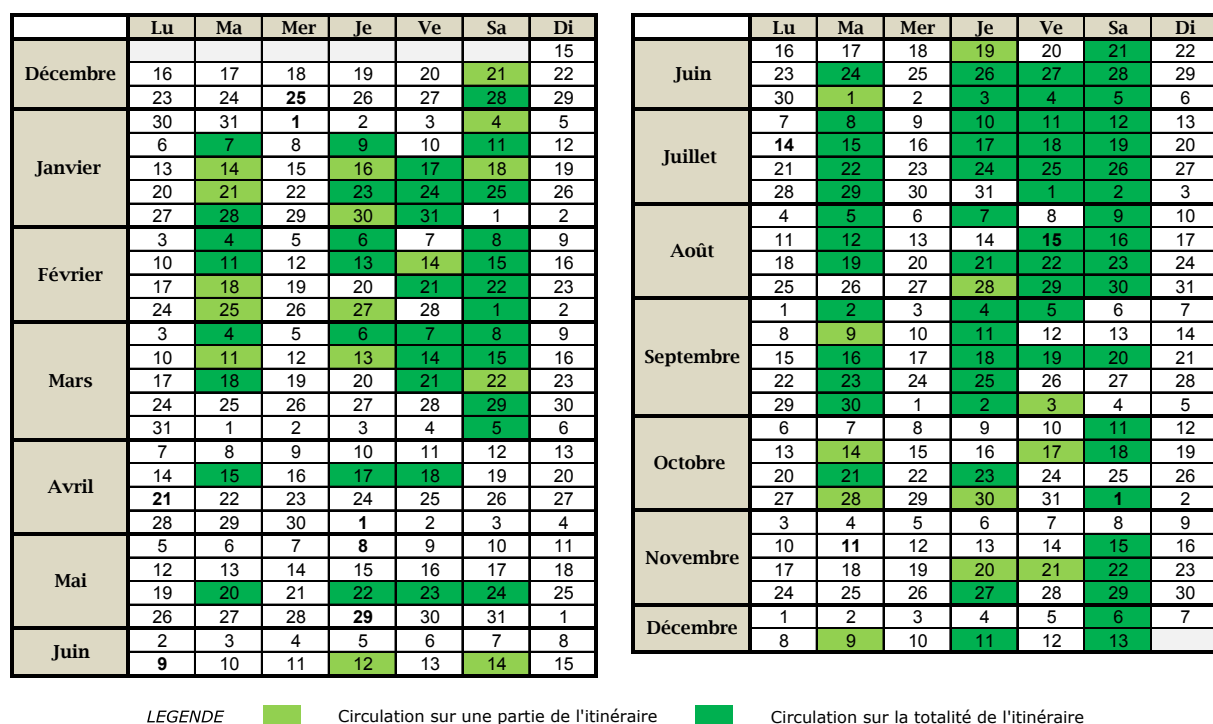 Lu Ma Mer Je Ve Sa Di
15
Décembre 16 17 18 19 20 21 22
23 24 25 26 27 28 29
30 31 1 2 3 4 5
6 7 8 9 10 11 12
Janvier 13 14 15 16 17 18 19
20 21 22 23 24 25 26
27 28 29 30 31 1 2
3 4 5 6 7 8 9
Février 10 11 12 13 14 15 16
17 18 19 20 21 22 23
24 25 26 27 28 1 2
3 4 5 6 7 8 9
10 11 12 13 14 15 16
Mars 17 18 19 20 21 22 23
24 25 26 27 28 29 30
31 1 2 3 4 5 6
7 8 9 10 11 12 13
Avril 14 15 16 17 18 19 20
21 22 23 24 25 26 27
28 29 30 1 2 3 4
5 6 7 8 9 10 11
Mai 12 13 14 15 16 17 18
19 20 21 22 23 24 25
26 27 28 29 30 31 1
Juin 2 3 4 5 6 7 8
9 10 11 12 13 14 15
Lu Ma Mer Je Ve Sa Di
16 17 18 19 20 21 22
Juin 23 24 25 26 27 28 29
30 1 2 3 4 5 6
7 8 9 10 11 12 13
Juillet 14 15 16 17 18 19 20
21 22 23 24 25 26 27
28 29 30 31 1 2 3
4 5 6 7 8 9 10
Août 11 12 13 14 15 16 17
18 19 20 21 22 23 24
25 26 27 28 29 30 31
1 2 3 4 5 6 7
8 9 10 11 12 13 14
Septembre 15 16 17 18 19 20 21
22 23 24 25 26 27 28
29 30 1 2 3 4 5
6 7 8 9 10 11 12
Octobre 13 14 15 16 17 18 19
20 21 22 23 24 25 26
27 28 29 30 31 1 2
3 4 5 6 7 8 9
Novembre 10 11 12 13 14 15 16
17 18 19 20 21 22 23
24 25 26 27 28 29 30
Décembre 1 2 3 4 5 6 7
8 9 10 11 12 13
LEGENDE Circulation sur une partie de l'itinéraire Circulation sur la totalité de l'itinéraire